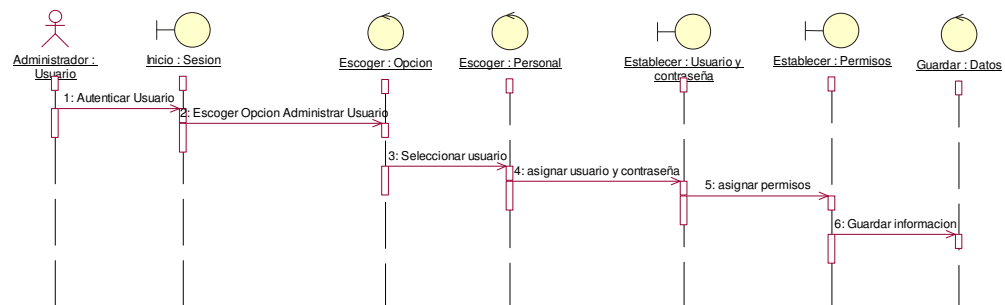 Administrador :
Usuario
Inicio : Sesion
Escoger : Opcion
Escoger : Personal
Establecer : Usuario y
contraseña
Establecer : Permisos
Guardar : Datos
1: Autenticar Usuario
2: Escoger Opcion Administrar Usuario
3: Seleccionar usuario
4: asignar usuario y contraseña
5: asignar permisos
6: Guardar informacion